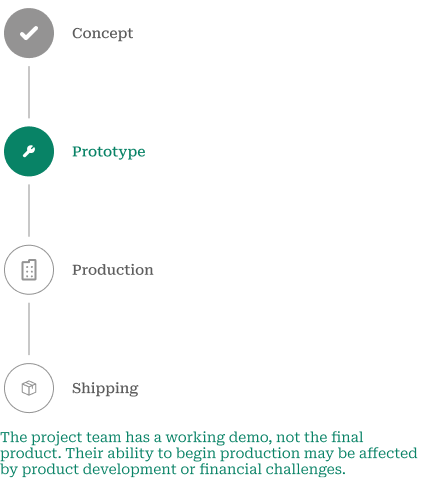 Concept
Prototype
Production
Shipping
The project team has a working demo, not the final
product. Their ability to begin production may be affected
by product development or financial challenges.